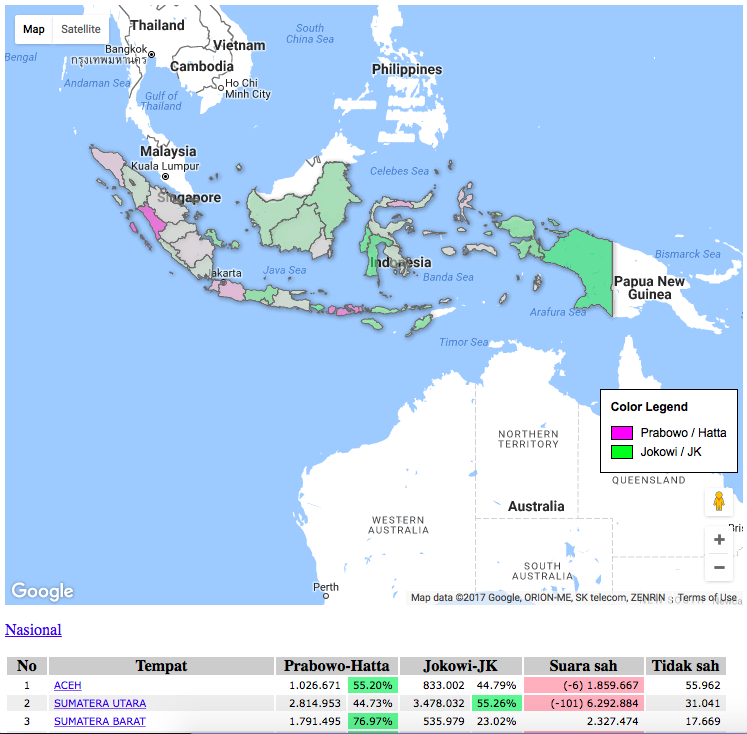 Map Satellite
Thailand
South
China Sea
Vietnam
Bangkok
กรุงเทพมหานคร
Bengal
Cambodia
Philippines
Ho Chi
Minh City
Andaman Sea
Gulf of
Thailand
Malaysia
Kuala Lumpur
Celebes Sea
Singapore
Indonesia
Bismarck Sea
akarta
Java Sea
Banda Sea
Papua New
Guinea
Arafura Sea
Timor Sea
Color Legend
Prabowo / Hatta
Jokowi / JK
NORTHERN
TERRITORY
QUEENSLAND
Australia
WESTERN
AUSTRALIA
SOUTH
AUSTRALIA
Perth
Google
Map data ©2017 Google, ORION-ME, SK telecom, ZENRIN Terms of Use
Nasional
No Tempat Prabowo-Hatta Jokowi-JK Suara sah Tidak sah
1 ACEH 1.026.671 55.20% 833.002 44.79% (-6) 1.859.667 55.962
2 SUMATERA UTARA 2.814.953 44.73% 3.478.032 55.26% (-101) 6.292.884 31.041
3 SUMATERA BARAT 1.791.495 76.97% 535.979 23.02% 2.327.474 17.669